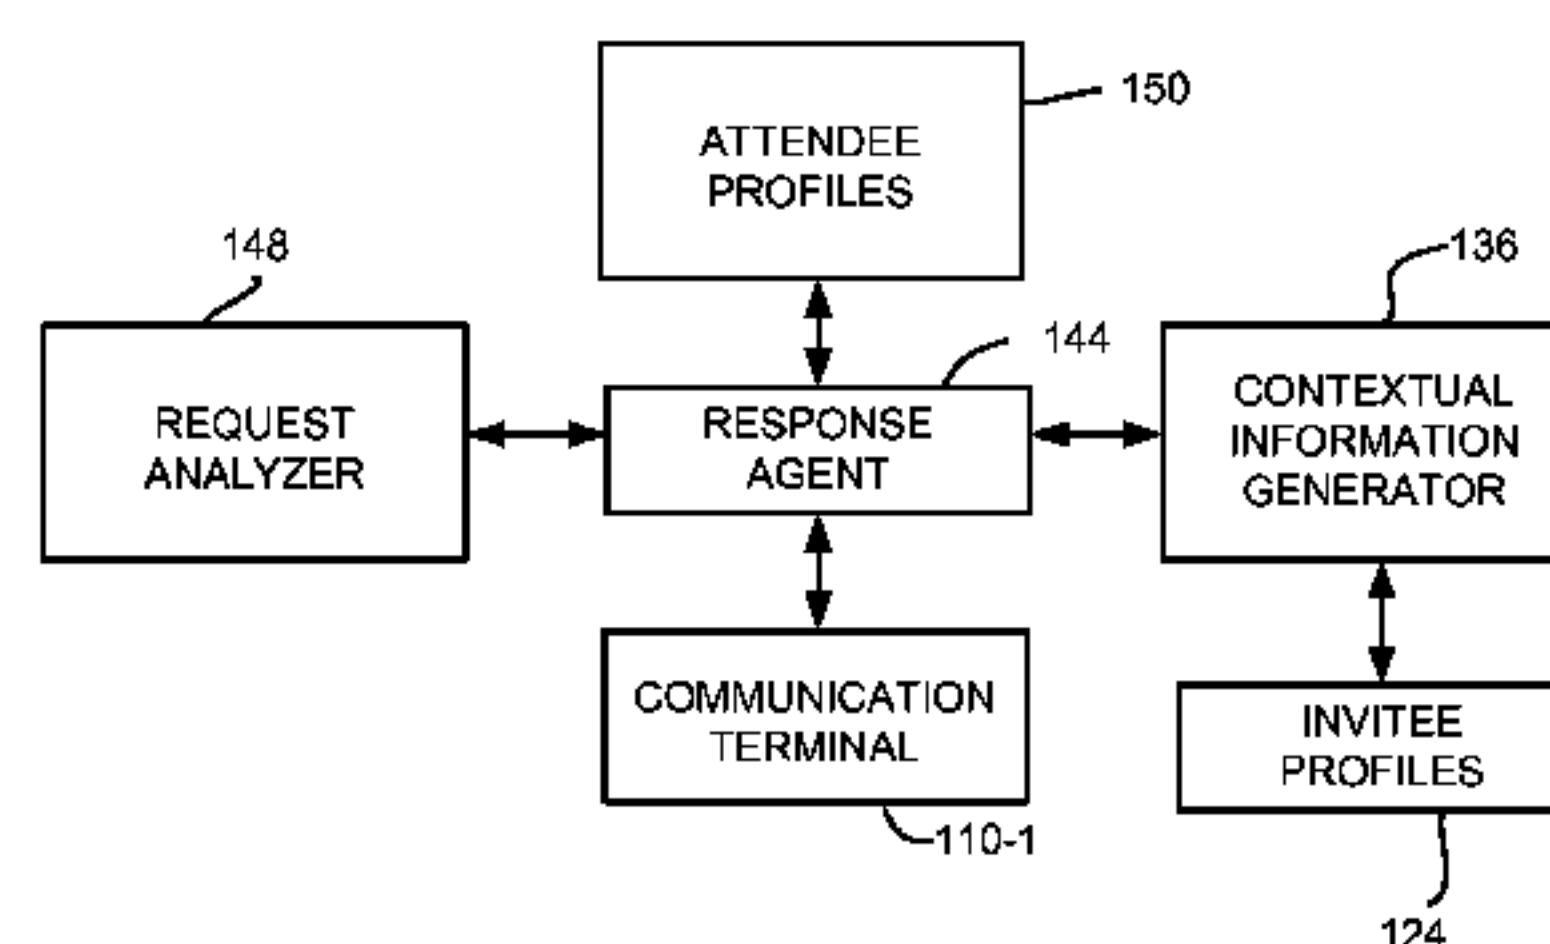 150
ATTENDEE
PROFILES
148
136
144
REQUEST
ANALYZER
RESPONSE
AGENT
CONTEXTUAL
INFORMATION
GENERATOR
COMMUNICATION
TERMINAL
INVITEE
PROFILES
110-1
124